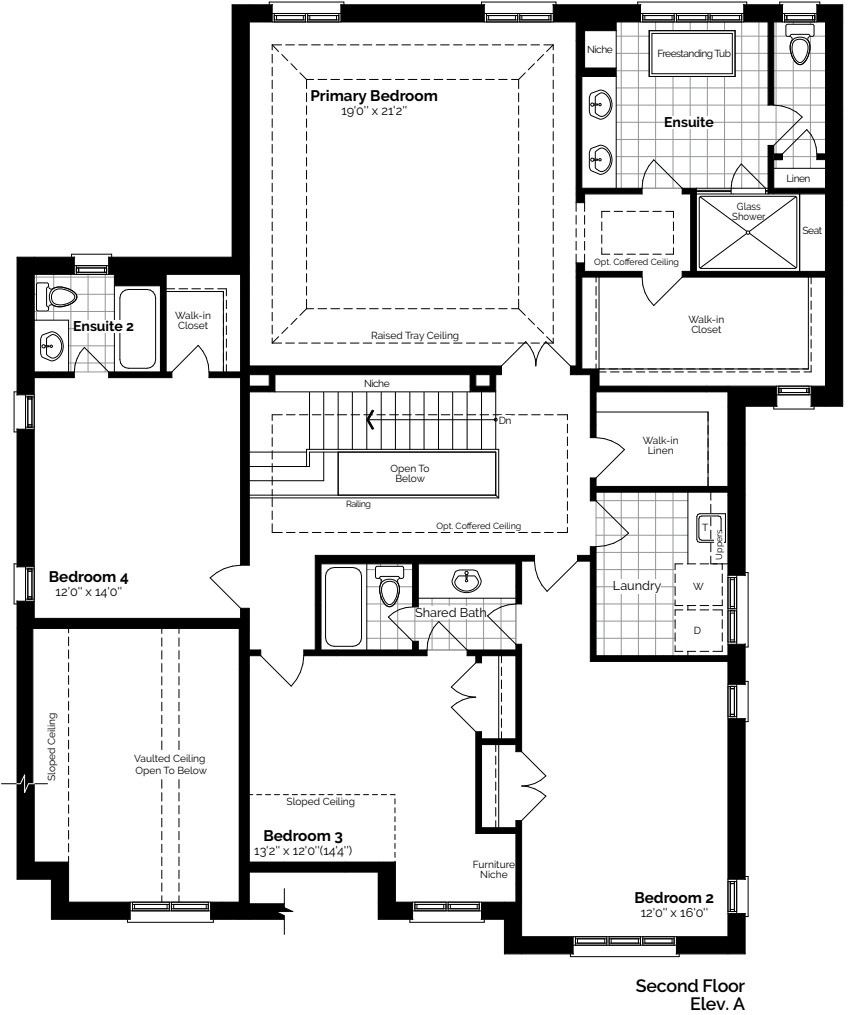 Niche
Freestanding Tub
Primary Bedroom
19'0" x 21'2"
Ensuite
Linen
Glass
Shower
Seat
Opt. Coffered Ceiling
Walk-in
Closet
Raised Tray Ceiling
Ensuite 2
Walk-in
Closet
Niche
Dn
Open To
Below
Railing
Opt. Coffered Ceiling
Walk-in
Linen
T
Uppers
Laundry
W
D
Bedroom 4
12'0" x 14'0"
Shared Bath
Sloped Ceiling
Vaulted Ceiling
Open To Below
Sloped Ceiling
Bedroom 3
13'2" x 12'0"(14'4")
Furniture
Niche
Bedroom 2
12'0" x 16'0"
Second Floor
Elev. A